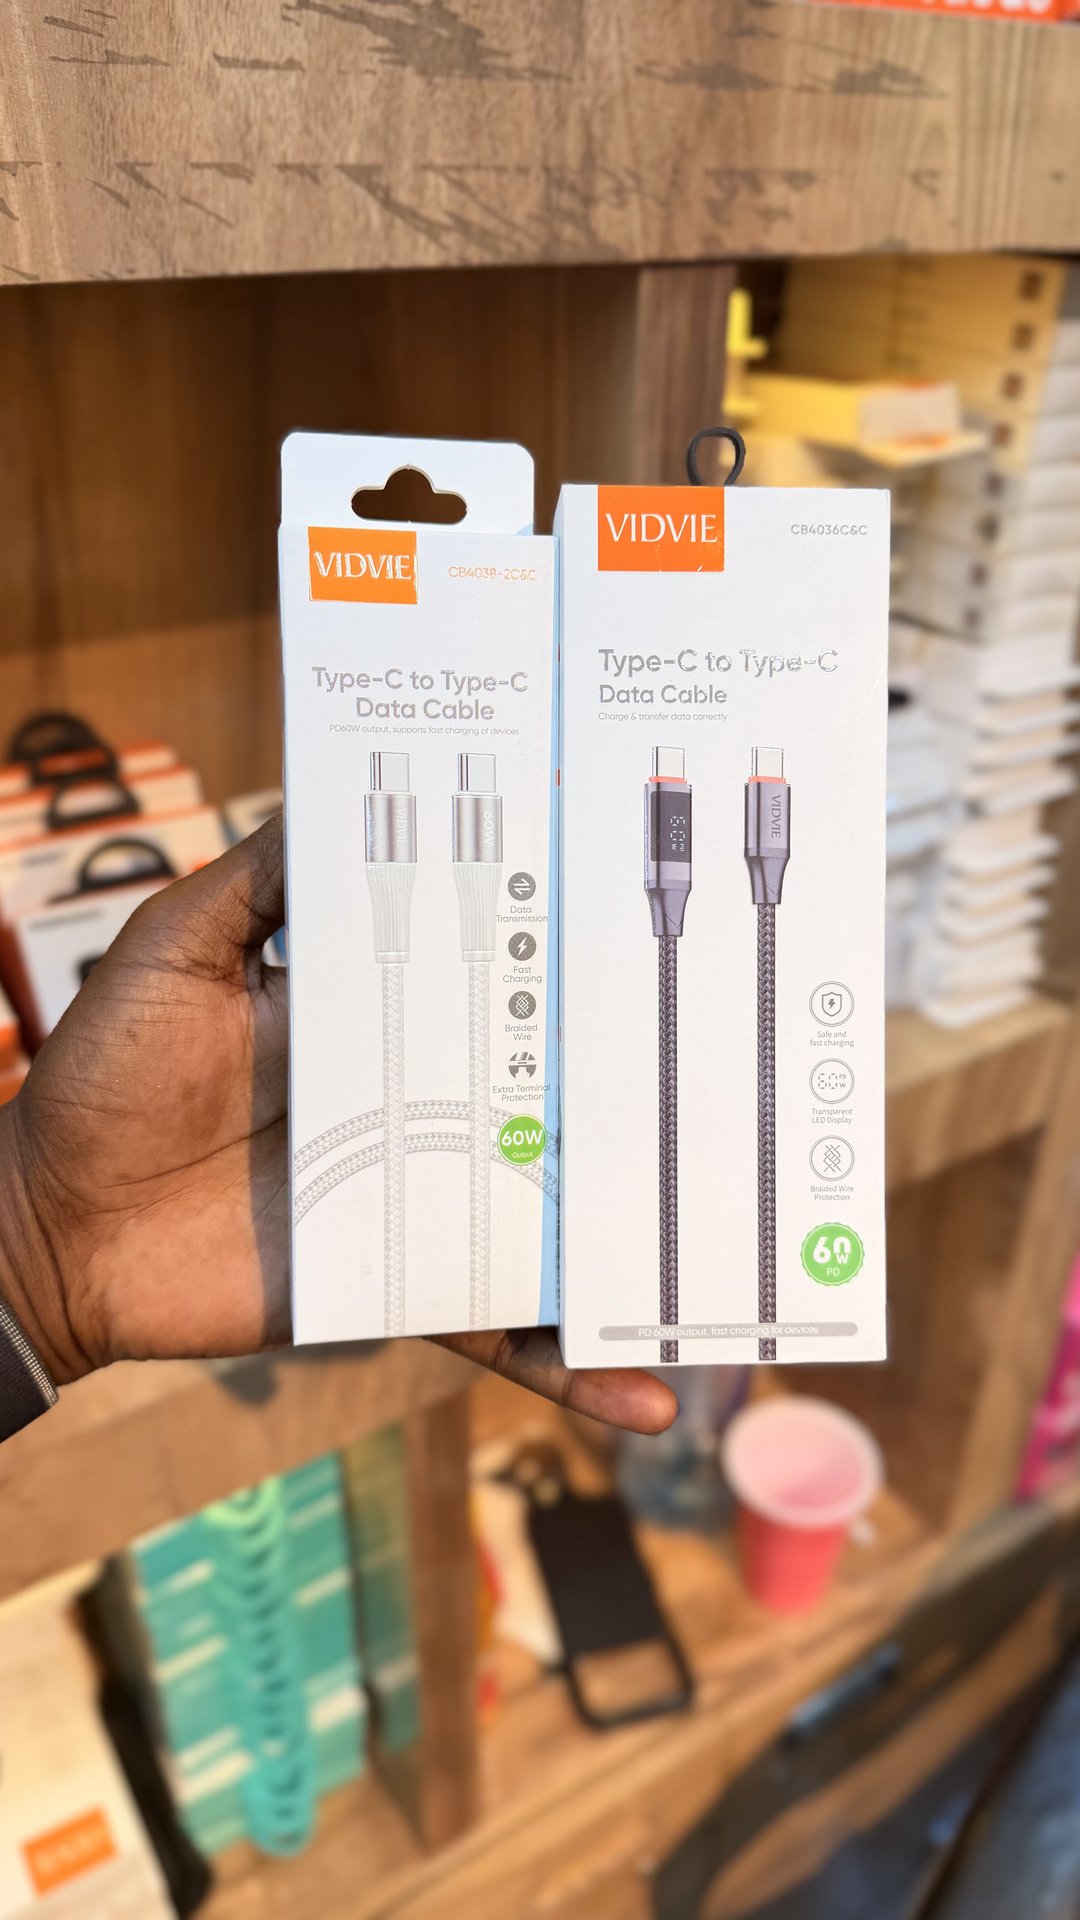 VIDVIE
CB4038-2C&C
Type-C to Type-C
Data Cable
PD60W output, supports fast charging of devices
VIDVIE
60W
Data
Transmission
Fast
Charging
Braided
Wire
Extra Terminal
Protection
60W
Output
VIDVIE
CB4036C&C
Type-C to Type-C
Data Cable
Charge & transfer data correctly
60 PD W
VIDVIE
Safe and
fast charging
60 PD W
Transparent
LED Display
Braided Wire
Protection
60W
PD
PD 60W output, fast charging for devices